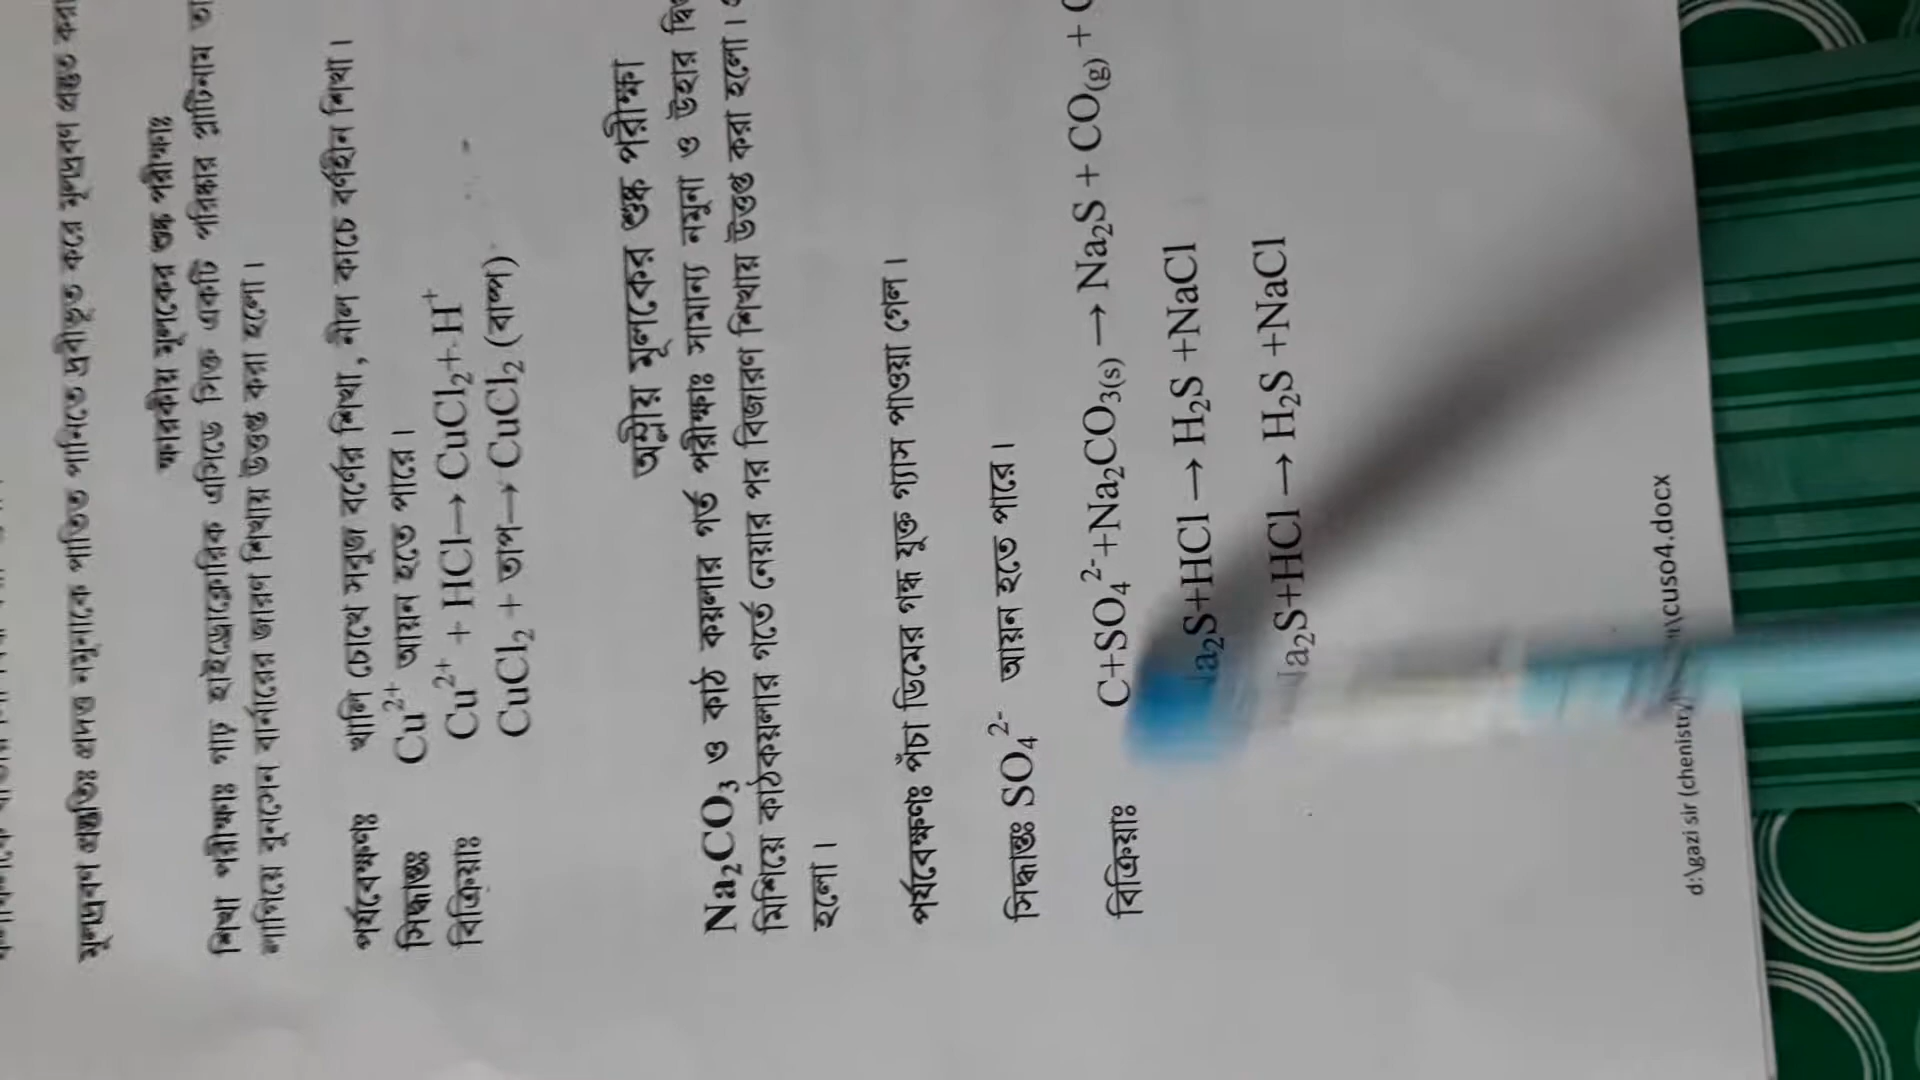 মূলদ্রবণ প্রস্তুতিঃ প্রদত্ত নমুনাকে পাতিত পানিতে দ্রবীভূত করে মূলদ্রবণ প্রস্তুত
ক্ষারকীয় মূলকের শুষ্ক পরীক্ষাঃ
শিখা পরীক্ষাঃ গাঢ় হাইড্রোক্লোরিক এসিডে সিক্ত একটি পরিষ্কার প্লাটিনাম
লাগিয়ে বুনসেন বার্নারের জারণ শিখায় উত্তপ্ত করা হলো।
পর্যবেক্ষণঃ খালি চোখে সবুজ বর্ণের শিখা, নীল কাচে বর্ণহীন শিখা।
সিদ্ধান্তঃ Cu²⁺ আয়ন হতে পারে।
বিক্রিয়াঃ Cu²⁺ + HCl → CuCl₂ + H⁺
CuCl₂ + তাপ → CuCl₂ (বাষ্প)
অম্লীয় মূলকের শুষ্ক পরীক্ষা
Na₂CO₃ ও কাঠ কয়লার গর্ত পরীক্ষাঃ সামান্য নমুনা ও উহার
মিশিয়ে কাঠকয়লার গর্তে নেয়ার পর বিজারণ শিখায় উত্তপ্ত করা হলো।
হলো।
পর্যবেক্ষণঃ পঁচা ডিমের গন্ধ যুক্ত গ্যাস পাওয়া গেল।
সিদ্ধান্তঃ SO₄²⁻ আয়ন হতে পারে।
বিক্রিয়াঃ C+SO₄²⁻+Na₂CO₃(s) → Na₂S + CO(g) +
a₂S+HCl → H₂S +NaCl
Na₂S+HCl → H₂S +NaCl
d:\gazi sir (chenistry) \cuso4.docx